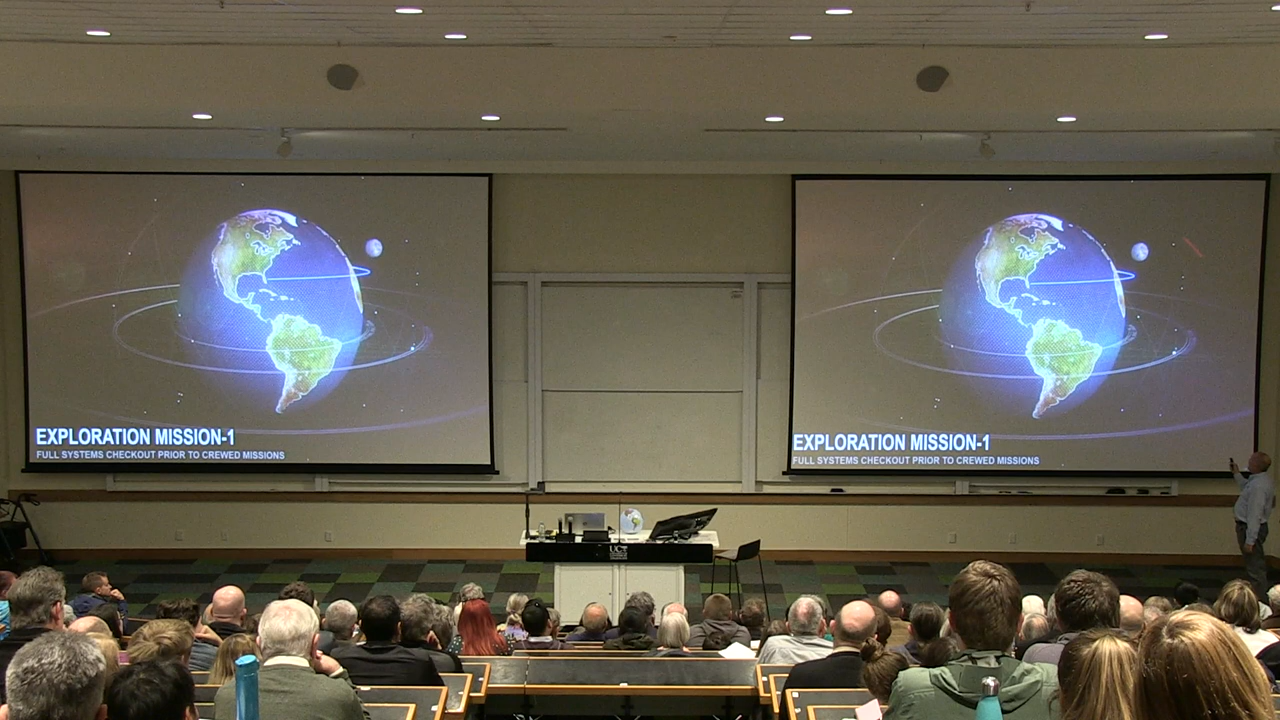 EXPLORATION MISSION-1
FULL SYSTEMS CHECKOUT PRIOR TO CREWED MISSIONS
EXPLORATION MISSION-1
FULL SYSTEMS CHECKOUT PRIOR TO CREWED MISSIONS
UC